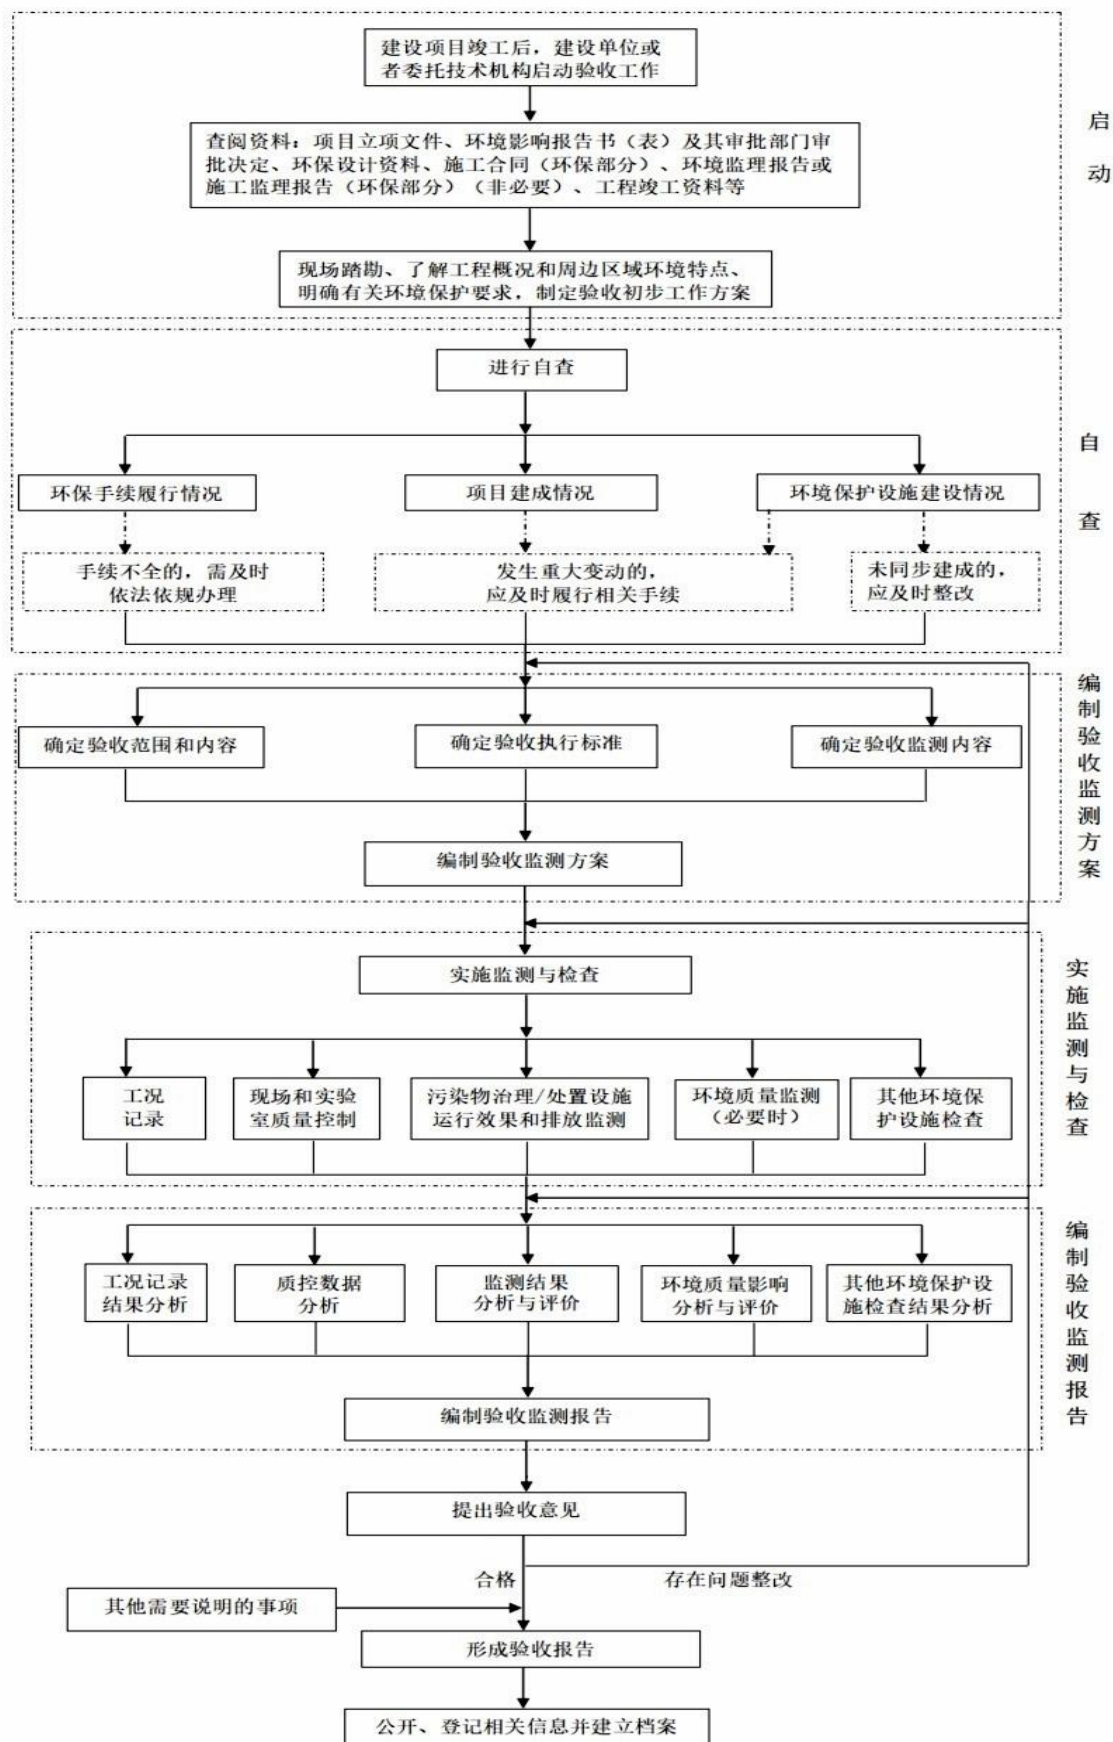 建设项目竣工后，建设单位或
者委托技术机构启动验收工作
启
动
查阅资料：项目立项文件、环境影响报告书（表）及其审批部门审
批决定、环保设计资料、施工合同（环保部分）、环境监理报告或
施工监理报告（环保部分）（非必要）、工程竣工资料等
现场踏勘、了解工程概况和周边区域环境特点、
明确有关环境保护要求，制定验收初步工作方案
进行自查
自
查
环保手续履行情况
项目建成情况
环境保护设施建设情况
手续不全的，需及时
依法依规办理
发生重大变动的，
应及时履行相关手续
未同步建成的，
应及时整改
编
制
验
收
监
测
方
案
确定验收范围和内容
确定验收执行标准
确定验收监测内容
编制验收监测方案
实
施
监
测
与
检
查
实施监测与检查
工况
记录
现场和实验
室质量控制
污染物治理/处置设施
运行效果和排放监测
环境质量监测
（必要时）
其他环境保
护设施检查
编
制
验
收
监
测
报
告
工况记录
结果分析
质控数据
分析
监测结果
分析与评价
环境质量影响
分析与评价
其他环境保护设
施检查结果分析
编制验收监测报告
提出验收意见
合格
存在问题整改
其他需要说明的事项
形成验收报告
公开、登记相关信息并建立档案